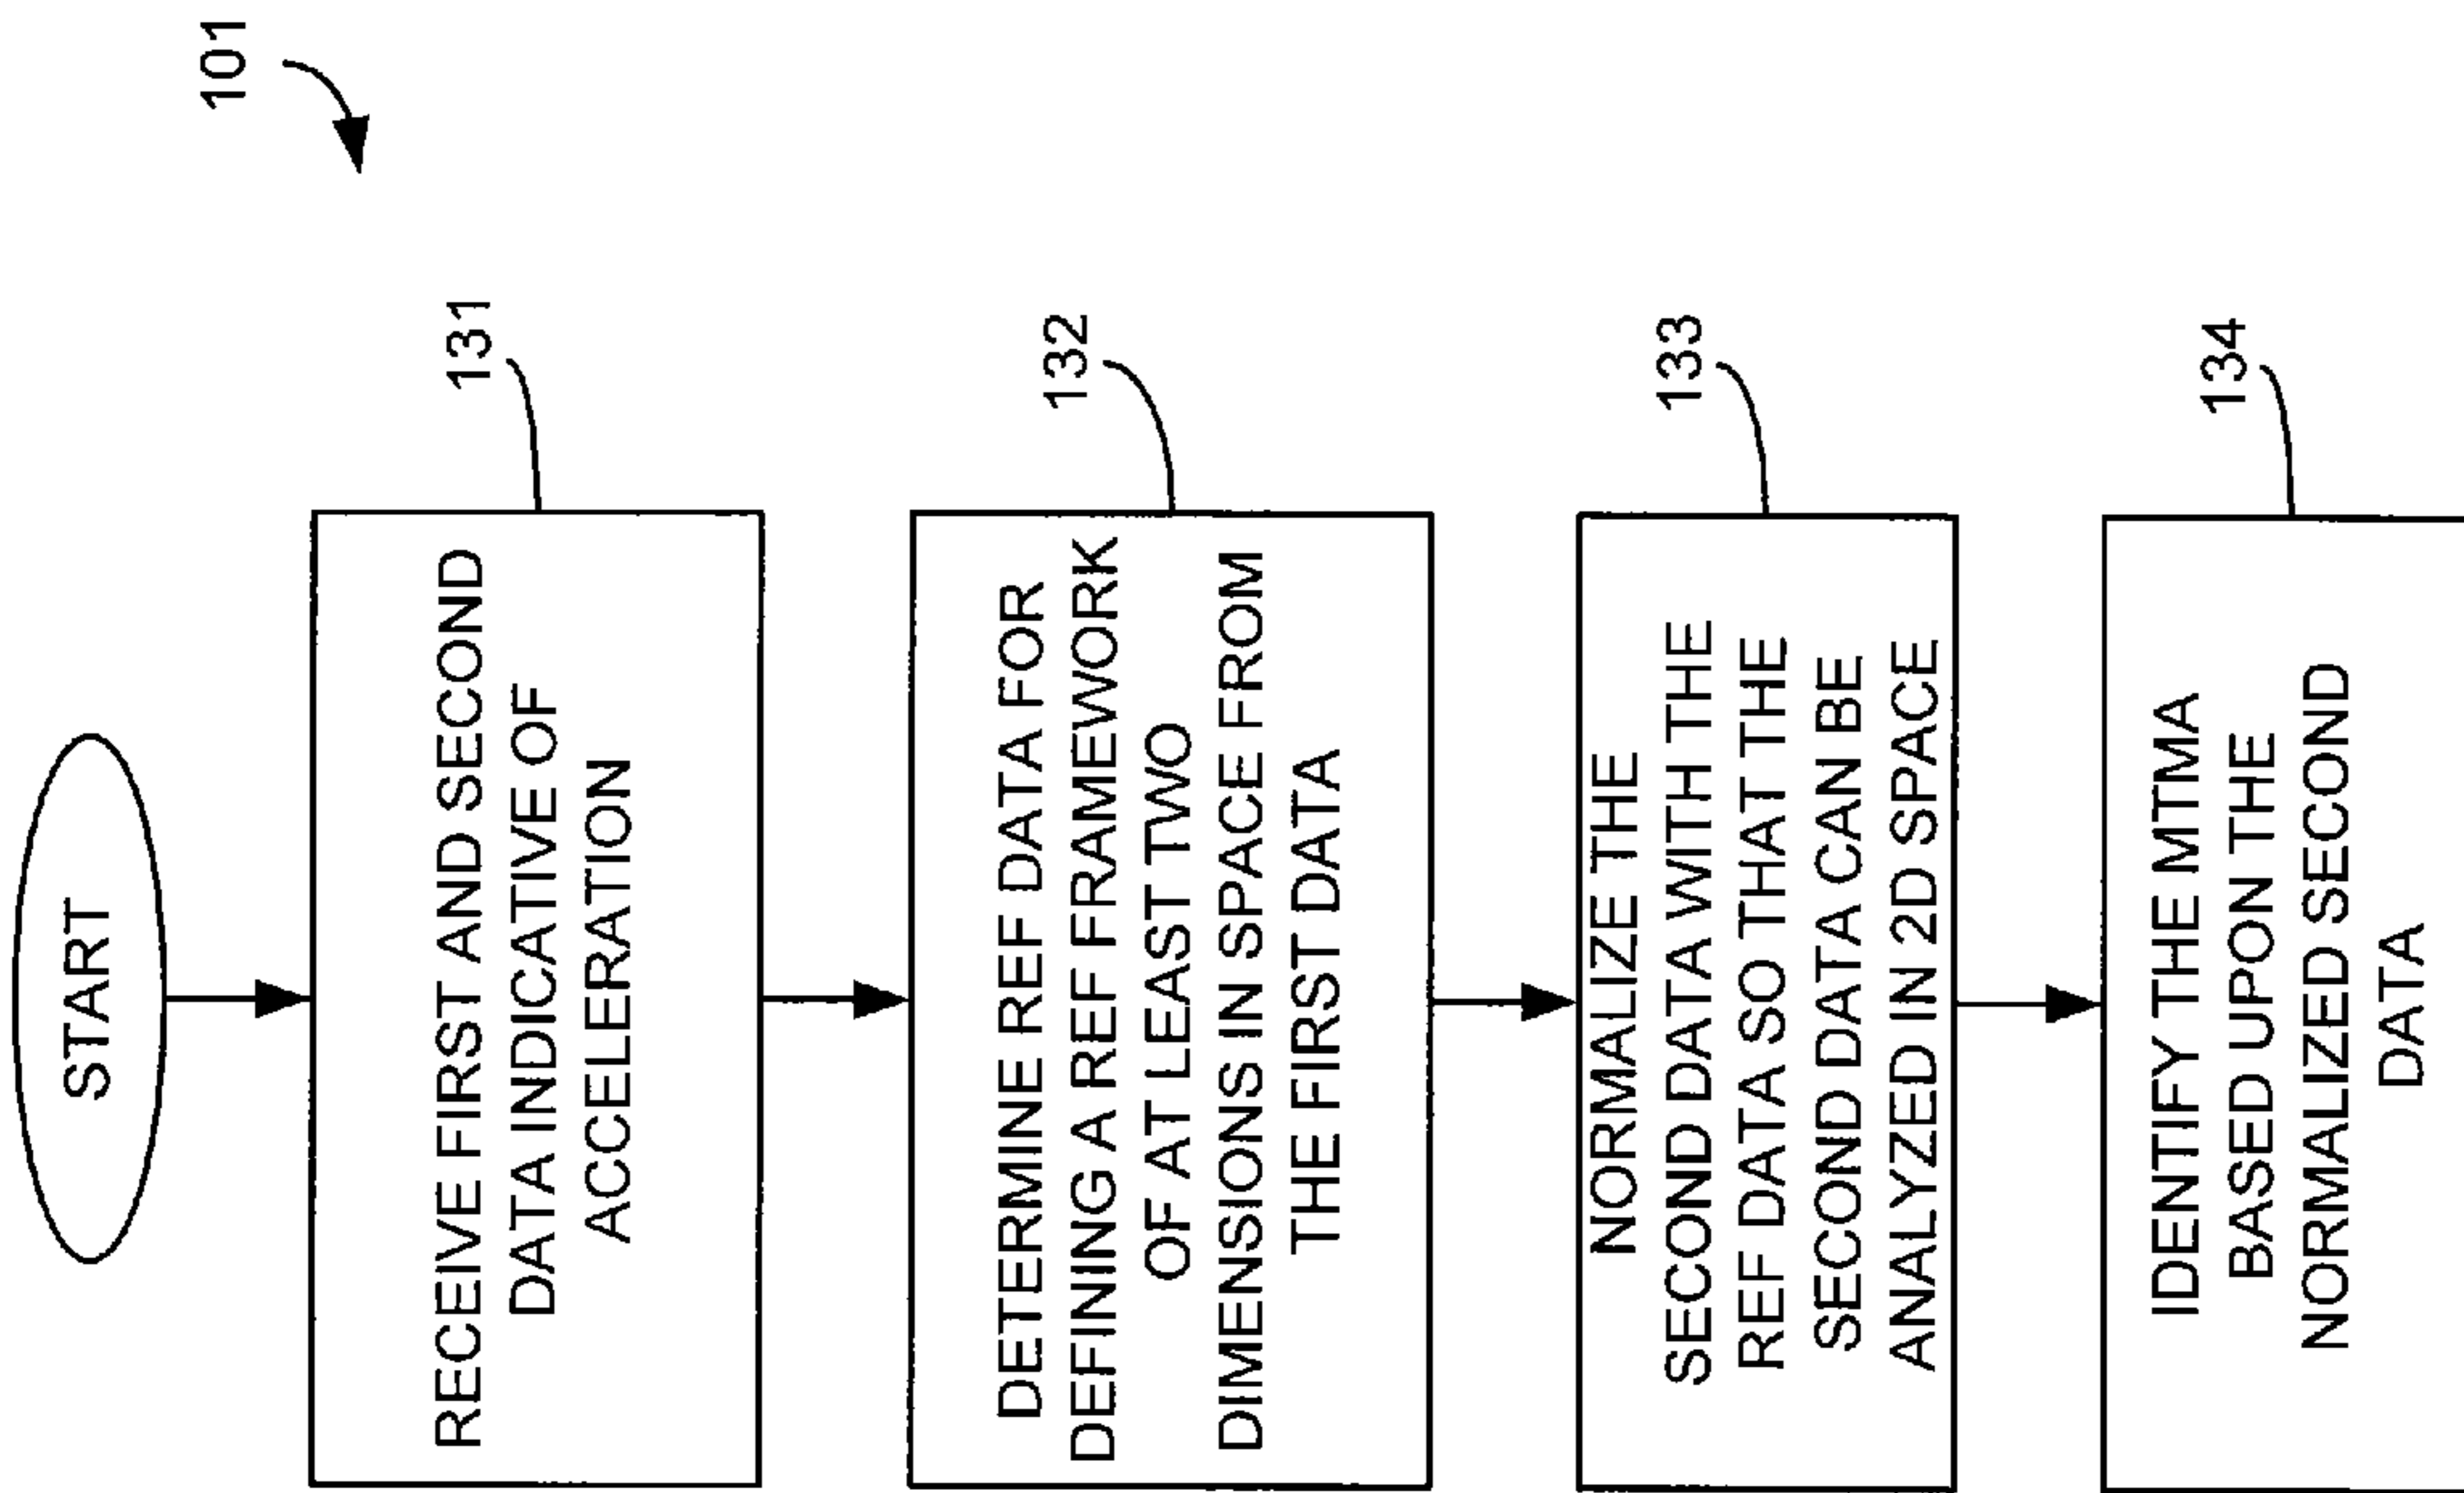 101
START
RECEIVE FIRST AND SECOND
DATA INDICATIVE OF
ACCELERATION
131
DETERMINE REF DATA FOR
DEFINING A REF FRAMEWORK
OF AT LEAST TWO
DIMENSIONS IN SPACE FROM
THE FIRST DATA
132
NORMALIZE THE
SECOND DATA WITH THE
REF DATA SO THAT THE
SECOND DATA CAN BE
ANALYZED IN 2D SPACE
133
IDENTIFY THE MTMA
BASED UPON THE
NORMALIZED SECOND
DATA
134